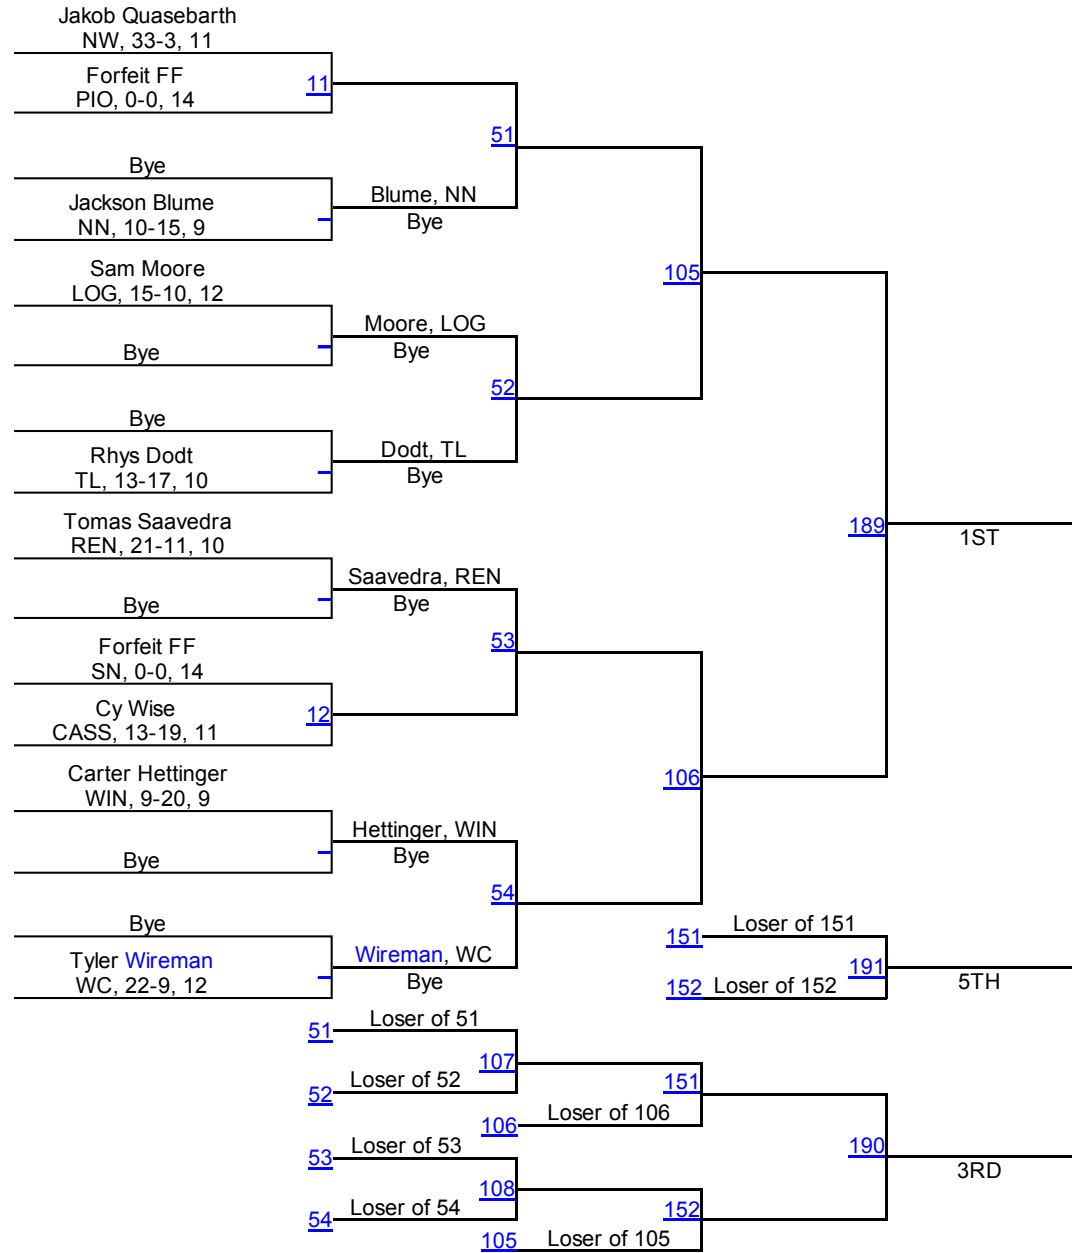 Jakob Quasebarth
NW, 33-3, 11
Forfeit FF
PIO, 0-0, 14
11
51
Bye
Jackson Blume
NN, 10-15, 9
Blume, NN
Bye
105
Sam Moore
LOG, 15-10, 12
Moore, LOG
Bye
Bye
52
Bye
Rhys Dodt
TL, 13-17, 10
Dodt, TL
Bye
189
1ST
Tomas Saavedra
REN, 21-11, 10
Saavedra, REN
Bye
Bye
53
Forfeit FF
SN, 0-0, 14
Cy Wise
CASS, 13-19, 11
12
106
Carter Hettinger
WIN, 9-20, 9
Hettinger, WIN
Bye
Bye
54
Bye
Tyler Wireman
WC, 22-9, 12
Wireman, WC
Bye
151 Loser of 151
191
5TH
152 Loser of 152
51 Loser of 51
107
52 Loser of 52
151
106 Loser of 106
190
3RD
53 Loser of 53
108
54 Loser of 54
152
105 Loser of 105